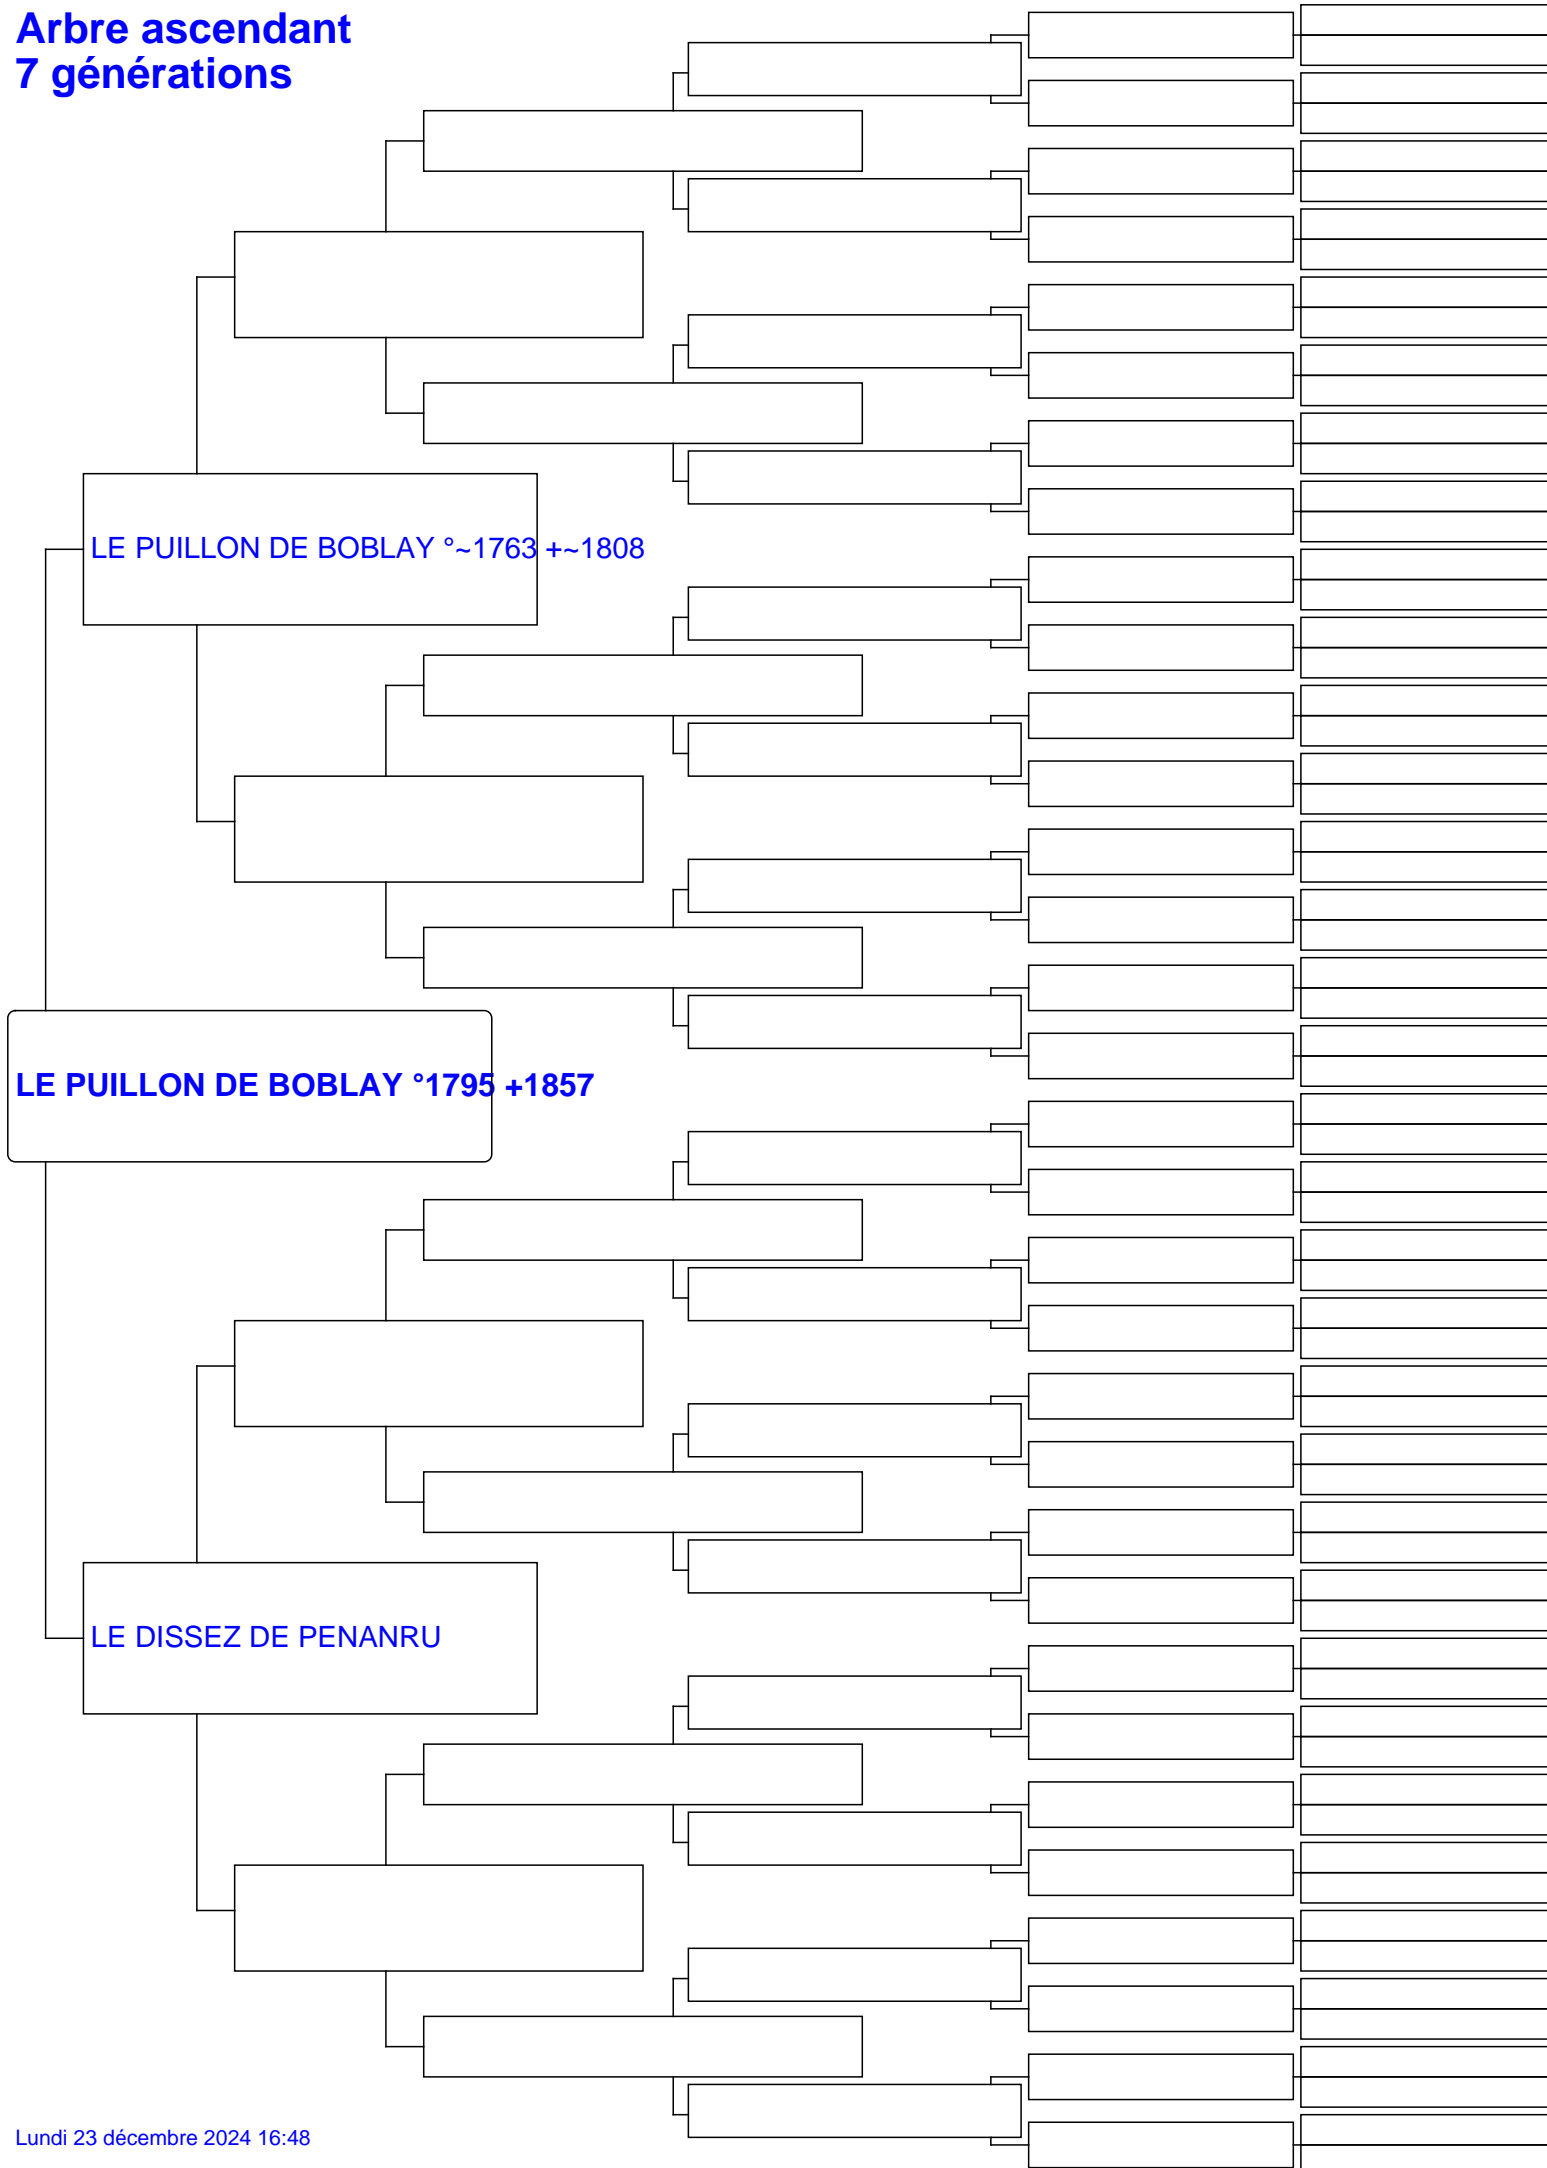 Arbre ascendant
7 générations
LE PUILLON DE BOBLAY °~1763 +~1808
LE PUILLON DE BOBLAY °1795 +1857
LE DISSEZ DE PENANRU
Lundi 23 décembre 2024 16:48